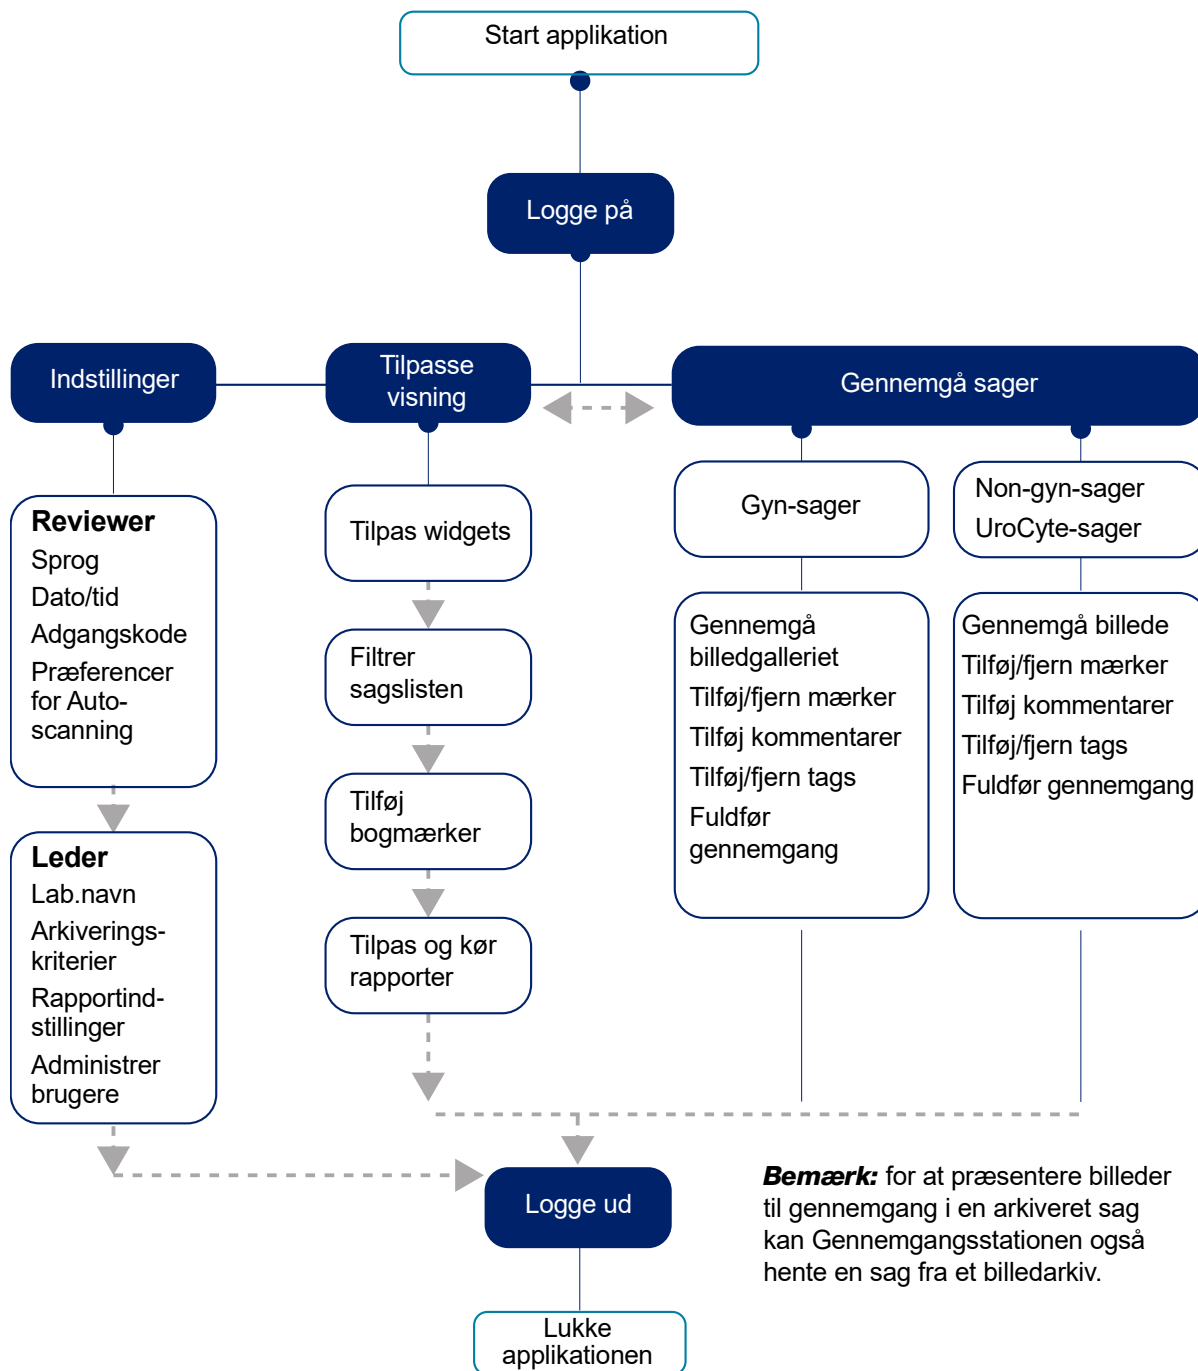 Start applikation
Logge på
Indstillinger
Tilpasse
visning
Gennemgå sager
Reviewer
Sprog
Dato/tid
Adgangskode
Præferencer
for Auto-
scanning
Leder
Lab.navn
Arkiverings-
kriterier
Rapportind-
stillinger
Administrer
brugere
Tilpas widgets
Filtrer
sagslisten
Tilføj
bogmærker
Tilpas og kør
rapporter
Gyn-sager
Gennemgå
billedgalleriet
Tilføj/fjern mærker
Tilføj kommentarer
Tilføj/fjern tags
Fuldfør
gennemgang
Non-gyn-sager
UroCyte-sager
Gennemgå billede
Tilføj/fjern mærker
Tilføj kommentarer
Tilføj/fjern tags
Fuldfør gennemgang
Logge ud
Bemærk: for at præsentere billeder
til gennemgang i en arkiveret sag
kan Gennemgangsstationen også
hente en sag fra et billedarkiv.
Lukke
applikationen